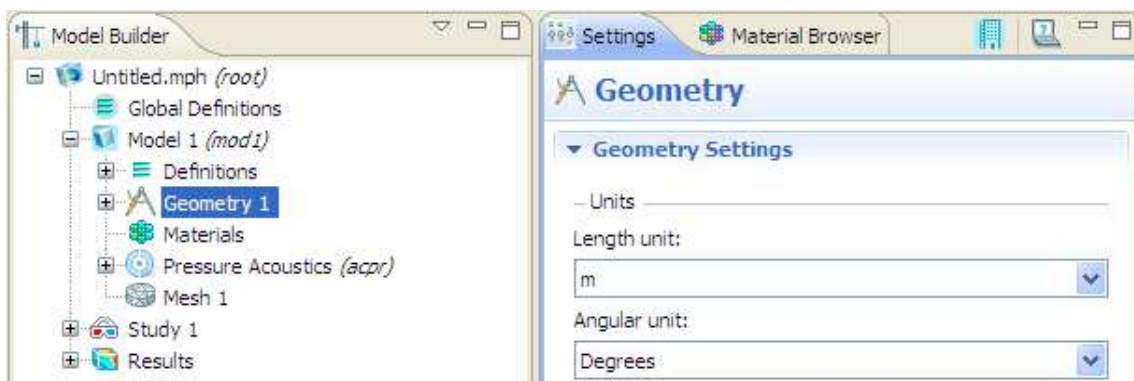 Model Builder
Untitled.mph (root)
Global Definitions
Model 1 (mod1)
Definitions
Geometry 1
Materials
Pressure Acoustics (acpr)
Mesh 1
Study 1
Results
Settings Material Browser
Geometry
Geometry Settings
Units
Length unit:
m
Angular unit:
Degrees